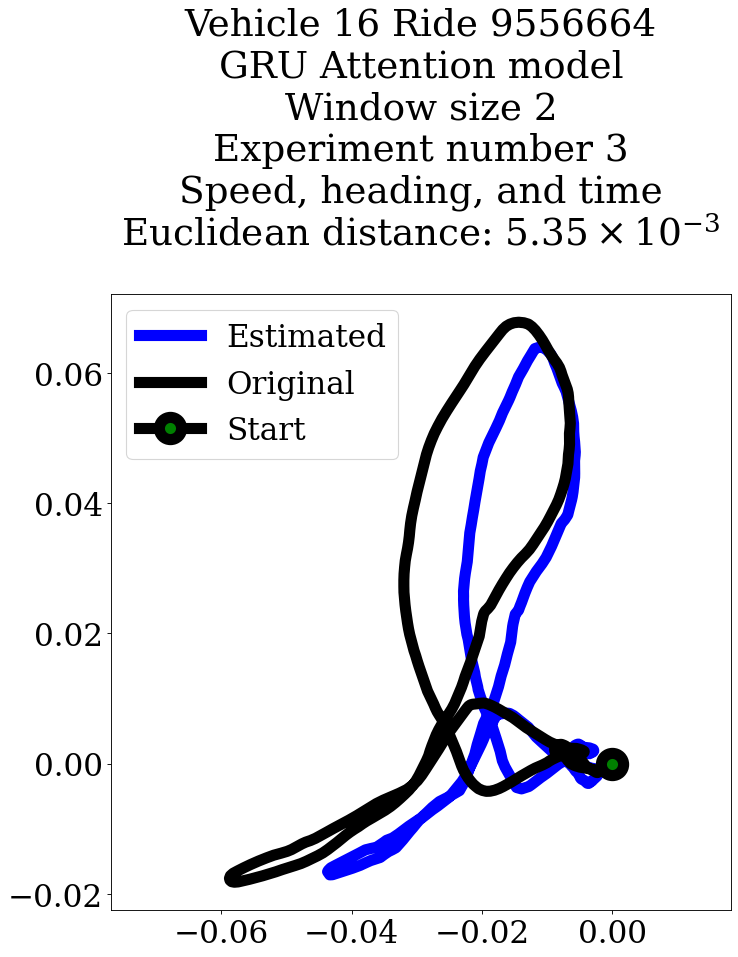 Vehicle 16 Ride 9556664
GRU Attention model
Window size 2
Experiment number 3
Speed, heading, and time
Euclidean distance: 5.35 × 10⁻³
Estimated
Original
Start
0.06
0.04
0.02
0.00
−0.02
−0.06 −0.04 −0.02 0.00